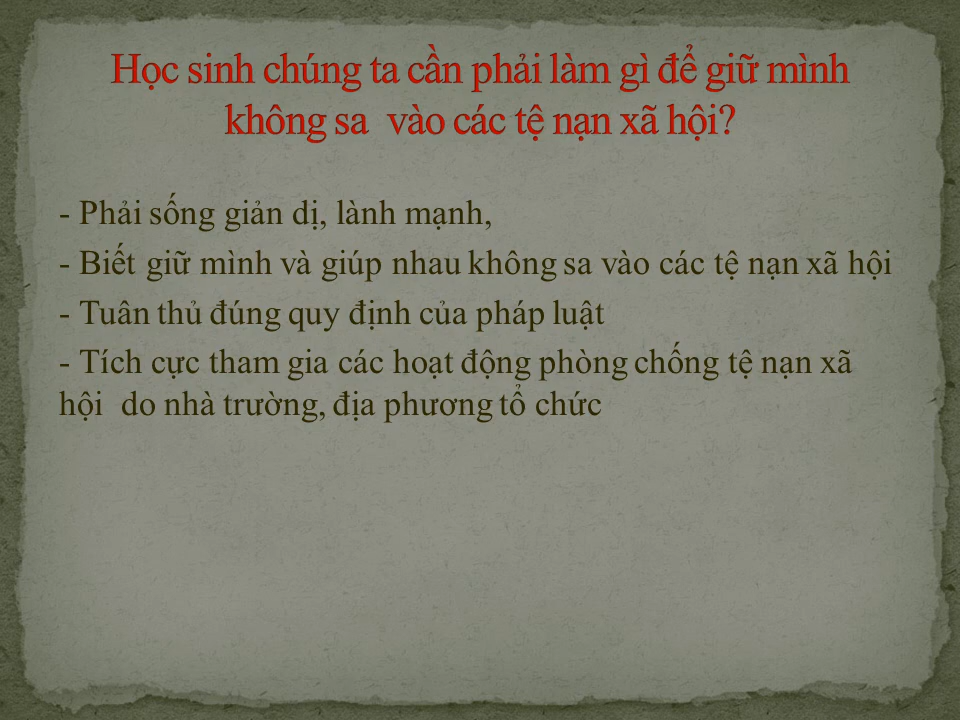 Học sinh chúng ta cần phải làm gì để giữ mình
không sa vào các tệ nạn xã hội?
- Phải sống giản dị, lành mạnh,
- Biết giữ mình và giúp nhau không sa vào các tệ nạn xã hội
- Tuân thủ đúng quy định của pháp luật
- Tích cực tham gia các hoạt động phòng chống tệ nạn xã
hội do nhà trường, địa phương tổ chức